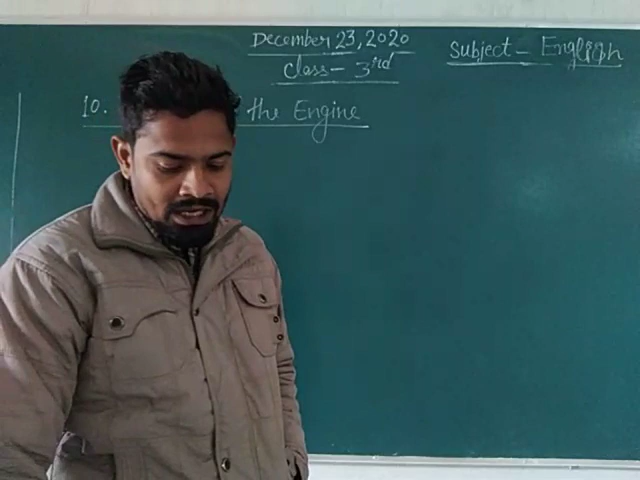 December 23, 2020
Subject - English
Class - 3rd
10. the Engine